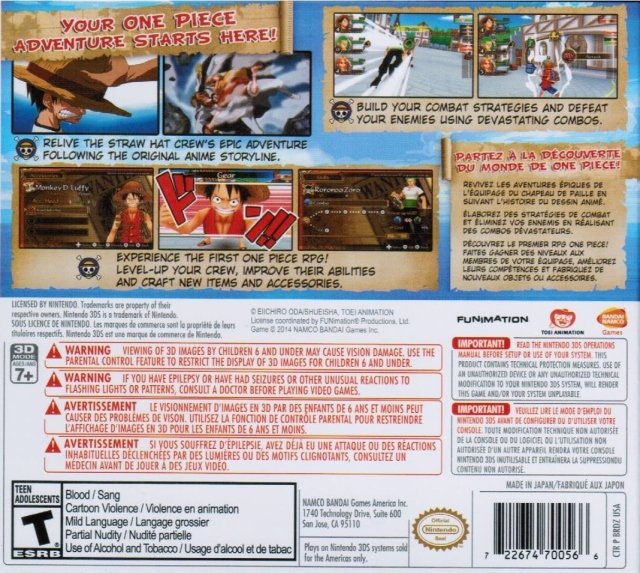 YOUR ONE PIECE
ADVENTURE STARTS HERE!
RELIVE THE STRAW HAT CREW'S EPIC ADVENTURE
FOLLOWING THE ORIGINAL ANIME STORYLINE.
BUILD YOUR COMBAT STRATEGIES AND DEFEAT
YOUR ENEMIES USING DEVASTATING COMBOS.
Monkey D. Luffy
Gear
ドン!!
Roronoa Zoro
EXPERIENCE THE FIRST ONE PIECE RPG!
LEVEL-UP YOUR CREW, IMPROVE THEIR ABILITIES
AND CRAFT NEW ITEMS AND ACCESSORIES.
PARTEZ À LA DÉCOUVERTE
DU MONDE DE ONE PIECE!
REVIVEZ LES AVENTURES ÉPIQUES DE
L'ÉQUIPAGE DU CHAPEAU DE PAILLE EN
SUIVANT L'HISTOIRE DU DESSIN ANIMÉ.
ÉLABOREZ DES STRATÉGIES DE COMBAT
ET ÉLIMINEZ VOS ENNEMIS EN RÉALISANT
DES COMBOS DÉVASTATEURS.
DÉCOUVREZ LE PREMIER RPG ONE PIECE!
FAITES GAGNER DES NIVEAUX AUX
MEMBRES DE VOTRE ÉQUIPAGE, AMÉLIOREZ
LEURS COMPÉTENCES ET FABRIQUEZ DE
NOUVEAUX OBJETS OU ACCESSOIRES.
LICENSED BY NINTENDO. Trademarks are property of their
respective owners. Nintendo 3DS is a trademark of Nintendo.
SOUS LICENCE DE NINTENDO. Les marques de commerce sont la propriété de leurs
titulaires respectifs. Nintendo 3DS est une marque de commerce de Nintendo.
© EIICHIRO ODA/SHUEISHA, TOEI ANIMATION
License coordinated by FUNimation® Productions, Ltd.
Game © 2014 NAMCO BANDAI Games Inc.
FUNIMATION
TOEI ANIMATION
BANDAI
NAMCO
Games
3D
MODE
AGES/ANS
7+
WARNING VIEWING OF 3D IMAGES BY CHILDREN 6 AND UNDER MAY CAUSE VISION DAMAGE. USE THE
PARENTAL CONTROL FEATURE TO RESTRICT THE DISPLAY OF 3D IMAGES FOR CHILDREN 6 AND UNDER.
WARNING IF YOU HAVE EPILEPSY OR HAVE HAD SEIZURES OR OTHER UNUSUAL REACTIONS TO
FLASHING LIGHTS OR PATTERNS, CONSULT A DOCTOR BEFORE PLAYING VIDEO GAMES.
AVERTISSEMENT LE VISIONNEMENT D'IMAGES EN 3D PAR DES ENFANTS DE 6 ANS ET MOINS PEUT
CAUSER DES PROBLÈMES DE VISION. UTILISEZ LA FONCTION DE CONTRÔLE PARENTAL POUR RESTREINDRE
L'AFFICHAGE D'IMAGES EN 3D POUR LES ENFANTS DE 6 ANS ET MOINS.
AVERTISSEMENT SI VOUS SOUFFREZ D'ÉPILEPSIE, AVEZ DÉJÀ EU UNE ATTAQUE OU DES RÉACTIONS
INHABITUELLES DÉCLENCHÉES PAR DES LUMIÈRES OU DES MOTIFS CLIGNOTANTS, CONSULTEZ UN
MÉDECIN AVANT DE JOUER À DES JEUX VIDEO.
IMPORTANT! READ THE NINTENDO 3DS OPERATIONS
MANUAL BEFORE SETUP OR USE OF YOUR SYSTEM. THIS
PRODUCT CONTAINS TECHNICAL PROTECTION MEASURES. USE OF
AN UNAUTHORIZED DEVICE OR ANY UNAUTHORIZED TECHNICAL
MODIFICATION TO YOUR NINTENDO 3DS SYSTEM, WILL RENDER
THIS GAME AND/OR YOUR SYSTEM UNPLAYABLE.
IMPORTANT! VEUILLEZ LIRE LE MODE D'EMPLOI DU
NINTENDO 3DS AVANT DE CONFIGURER OU D'UTILISER VOTRE
CONSOLE. TOUTE MODIFICATION TECHNIQUE NON AUTORISÉE
DE LA CONSOLE OU DU LOGICIEL OU L'UTILISATION NON
AUTORISÉE D'UN AUTRE APPAREIL RENDRA VOTRE CONSOLE
NINTENDO 3DS INUTILISABLE ET ENTRAÎNERA LA SUPPRESSION DU
CONTENU NON AUTORISÉ.
MADE IN JAPAN/FABRIQUÉ AUX JAPON
TEEN
ADOLESCENTS
T
ESRB
Blood / Sang
Cartoon Violence / Violence en animation
Mild Language / Langage grossier
Partial Nudity / Nudité partielle
Use of Alcohol and Tobacco / Usage d'alcool et de tabac
NAMCO BANDAI Games America Inc.
1740 Technology Drive, Suite 600
San Jose, CA 95110
Plays on Nintendo 3DS systems sold
for the Americas only.
Official
Nintendo
Seal
7 22674 70056 6
CTR P BRDZ USA